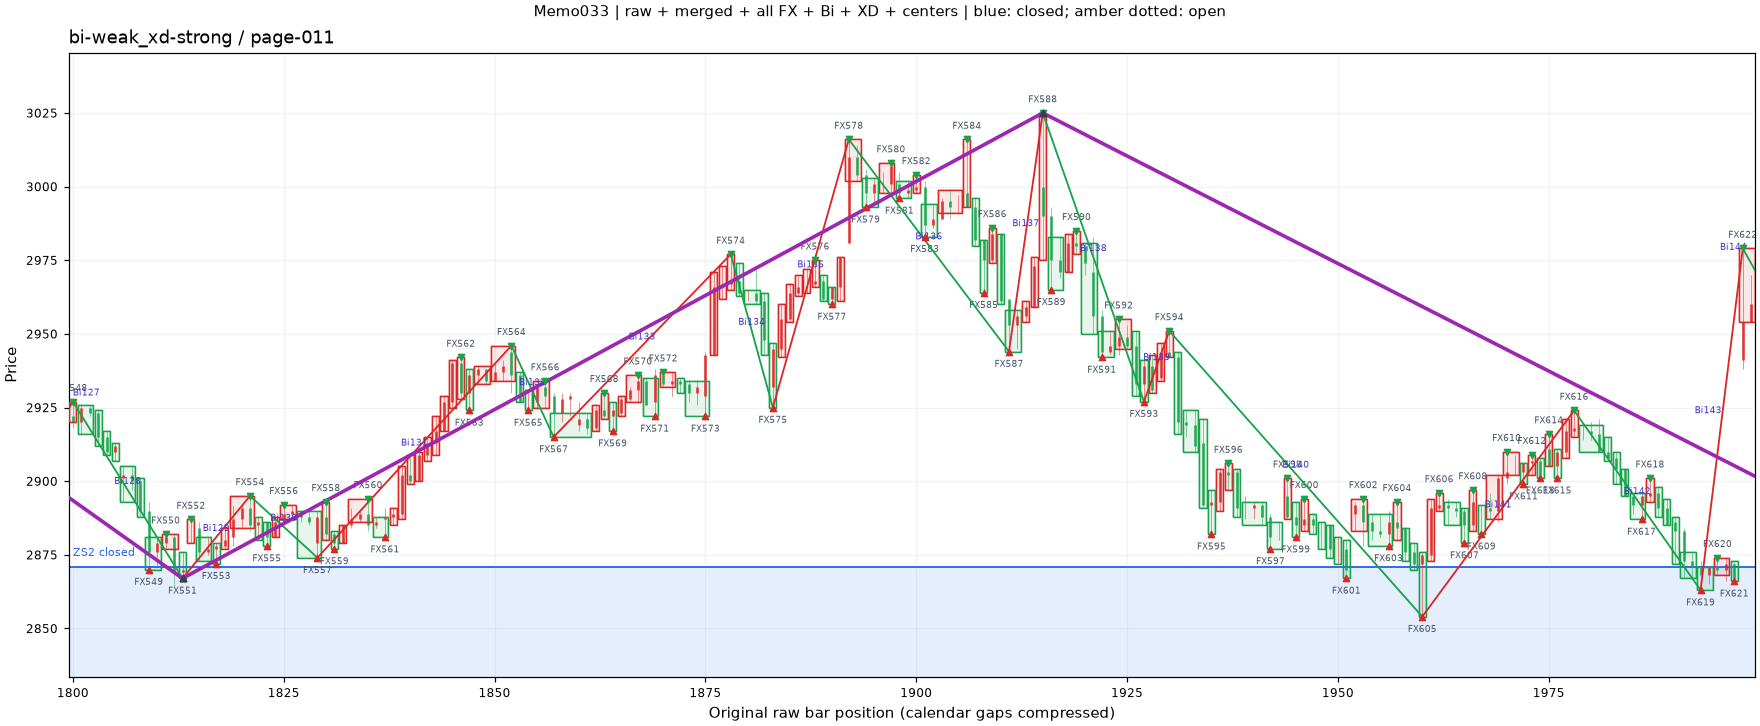 Memo033 | raw + merged + all FX + Bi + XD + centers | blue: closed; amber dotted: open
bi-weak_xd-strong / page-011
Price
3025
3000
2975
2950
2925
2900
2875
2850
FX588
FX578
FX584
FX580
FX582
FX579
FX581
FX586
Bi137
FX590
Bi136
FX583
Bi138
FX622
FX574
FX576
FX585
FX589
FX577
FX592
Bi134
FX594
FX564
FX562
Bi133
FX587
FX591
FX570
FX572
FX566
FX568
Bi127
FX563
FX565
FX575
FX593
FX616
Bi143
FX571
FX573
FX569
FX567
FX614
FX610
FX612
FX596
FX600
FX602
FX604
FX606
FX608
FX618
FX554
FX556
FX558
FX560
FX552
FX550
Bi128
FX611
FX615
FX617
Bi142
Bi141
ZS2 closed
FX549
FX551
FX553
FX555
FX557
FX559
FX561
FX595
FX597
FX599
FX601
FX603
FX607
FX609
FX605
FX620
FX619
FX621
1800
1825
1850
1875
1900
1925
1950
1975
Original raw bar position (calendar gaps compressed)